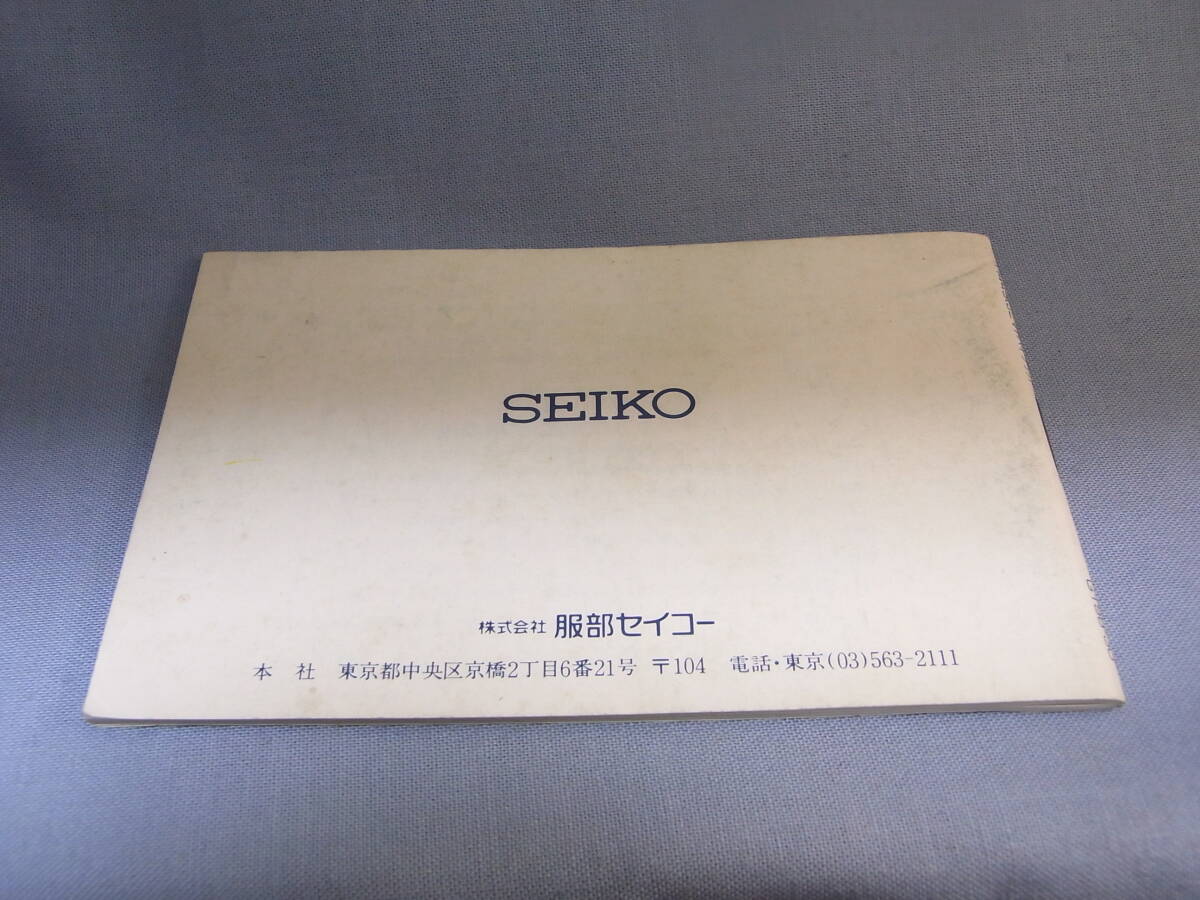 SEIKO
株式会社 服部セイコー
本 社 東京都中央区京橋2丁目6番21号 〒104 電話・東京(03)563-2111